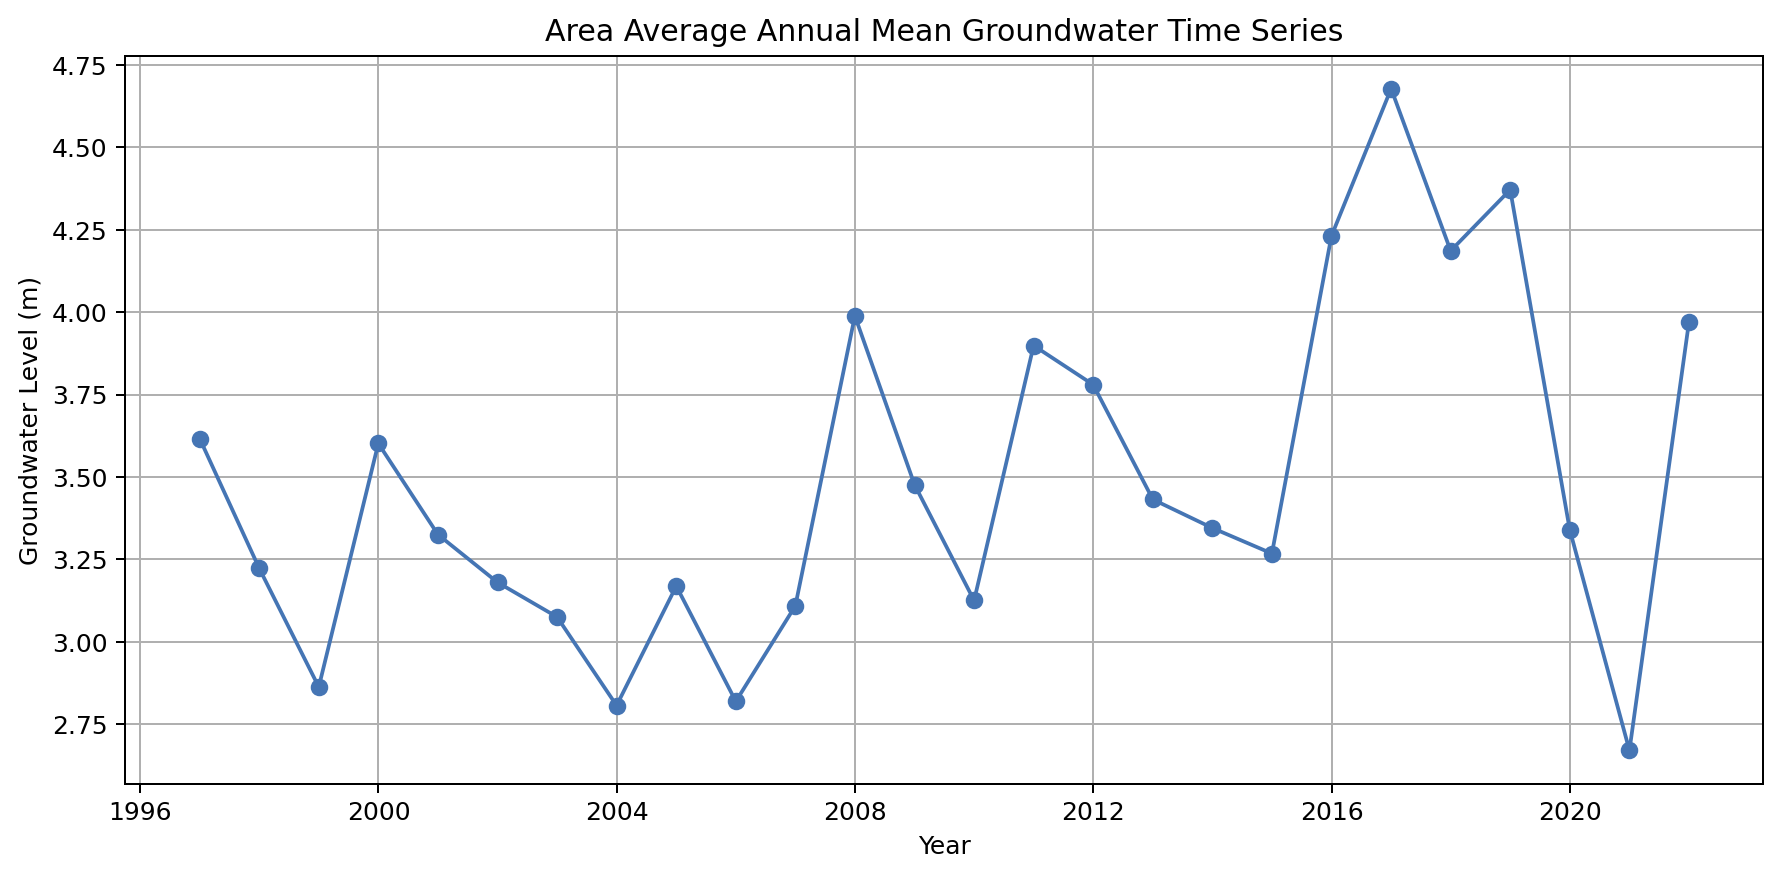 Area Average Annual Mean Groundwater Time Series
4.75
4.50
4.25
4.00
3.75
3.50
3.25
3.00
2.75
Groundwater Level (m)
1996 2000 2004 2008 2012 2016 2020
Year